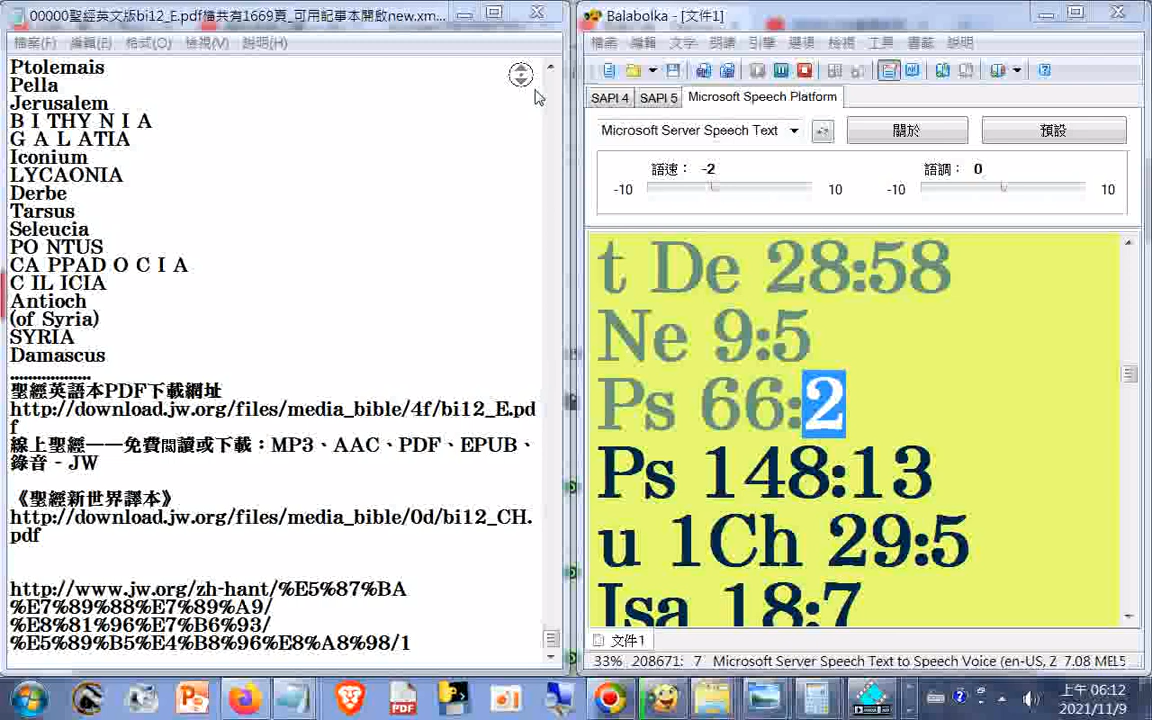 00000聖經英文版bi12_E.pdf檔共有1669頁_可用記事本開啟new.xm...
檔案(F) 編輯(E) 格式(O) 檢視(V) 說明(H)
Ptolemais
Pella
Jerusalem
B I THY N I A
G A L ATIA
Iconium
LYCAONIA
Derbe
Tarsus
Seleucia
PO NTUS
CA PPAD O C I A
C IL ICIA
Antioch
(of Syria)
SYRIA
Damascus
..................
聖經英語本PDF下載網址
http://download.jw.org/files/media_bible/4f/bi12_E.pd
f
線上聖經——免費閱讀或下載：MP3、AAC、PDF、EPUB、
錄音 - JW
《聖經新世界譯本》
http://download.jw.org/files/media_bible/0d/bi12_CH.
pdf
http://www.jw.org/zh-hant/%E5%87%BA
%E7%89%88%E7%89%A9/
%E8%81%96%E7%B6%93/
%E5%89%B5%E4%B8%96%E8%A8%98/1
Balabolka - [文件1]
檔案 編輯 文字 朗讀 引擎 選項 檢視 工具 書籤 說明
SAPI 4 SAPI 5 Microsoft Speech Platform
Microsoft Server Speech Text 關於 預設
語速： -2 語調： 0
-10 10 -10 10
t De 28:58
Ne 9:5
Ps 66:2
Ps 148:13
u 1Ch 29:5
Isa 18:7
文件1
33% 208671: 7 Microsoft Server Speech Text to Speech Voice (en-US, Z 7.08 MEL5
PDF
上午 06:12
2021/11/9